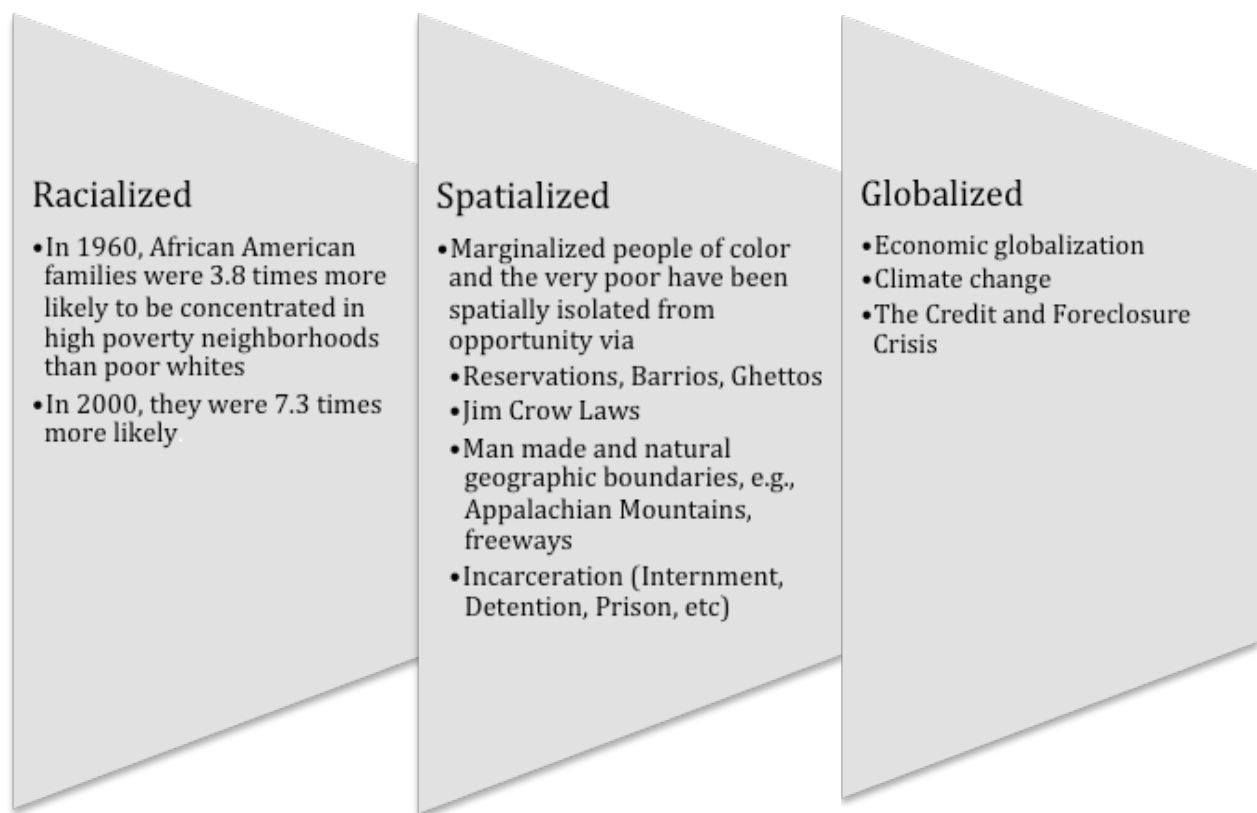 Racialized
•In 1960, African American
families were 3.8 times more
likely to be concentrated in
high poverty neighborhoods
than poor whites
•In 2000, they were 7.3 times
more likely
Spatialized
•Marginalized people of color
and the very poor have been
spatially isolated from
opportunity via
•Reservations, Barrios, Ghettos
•Jim Crow Laws
•Man made and natural
geographic boundaries, e.g.,
Appalachian Mountains,
freeways
•Incarceration (Internment,
Detention, Prison, etc)
Globalized
•Economic globalization
•Climate change
•The Credit and Foreclosure
Crisis